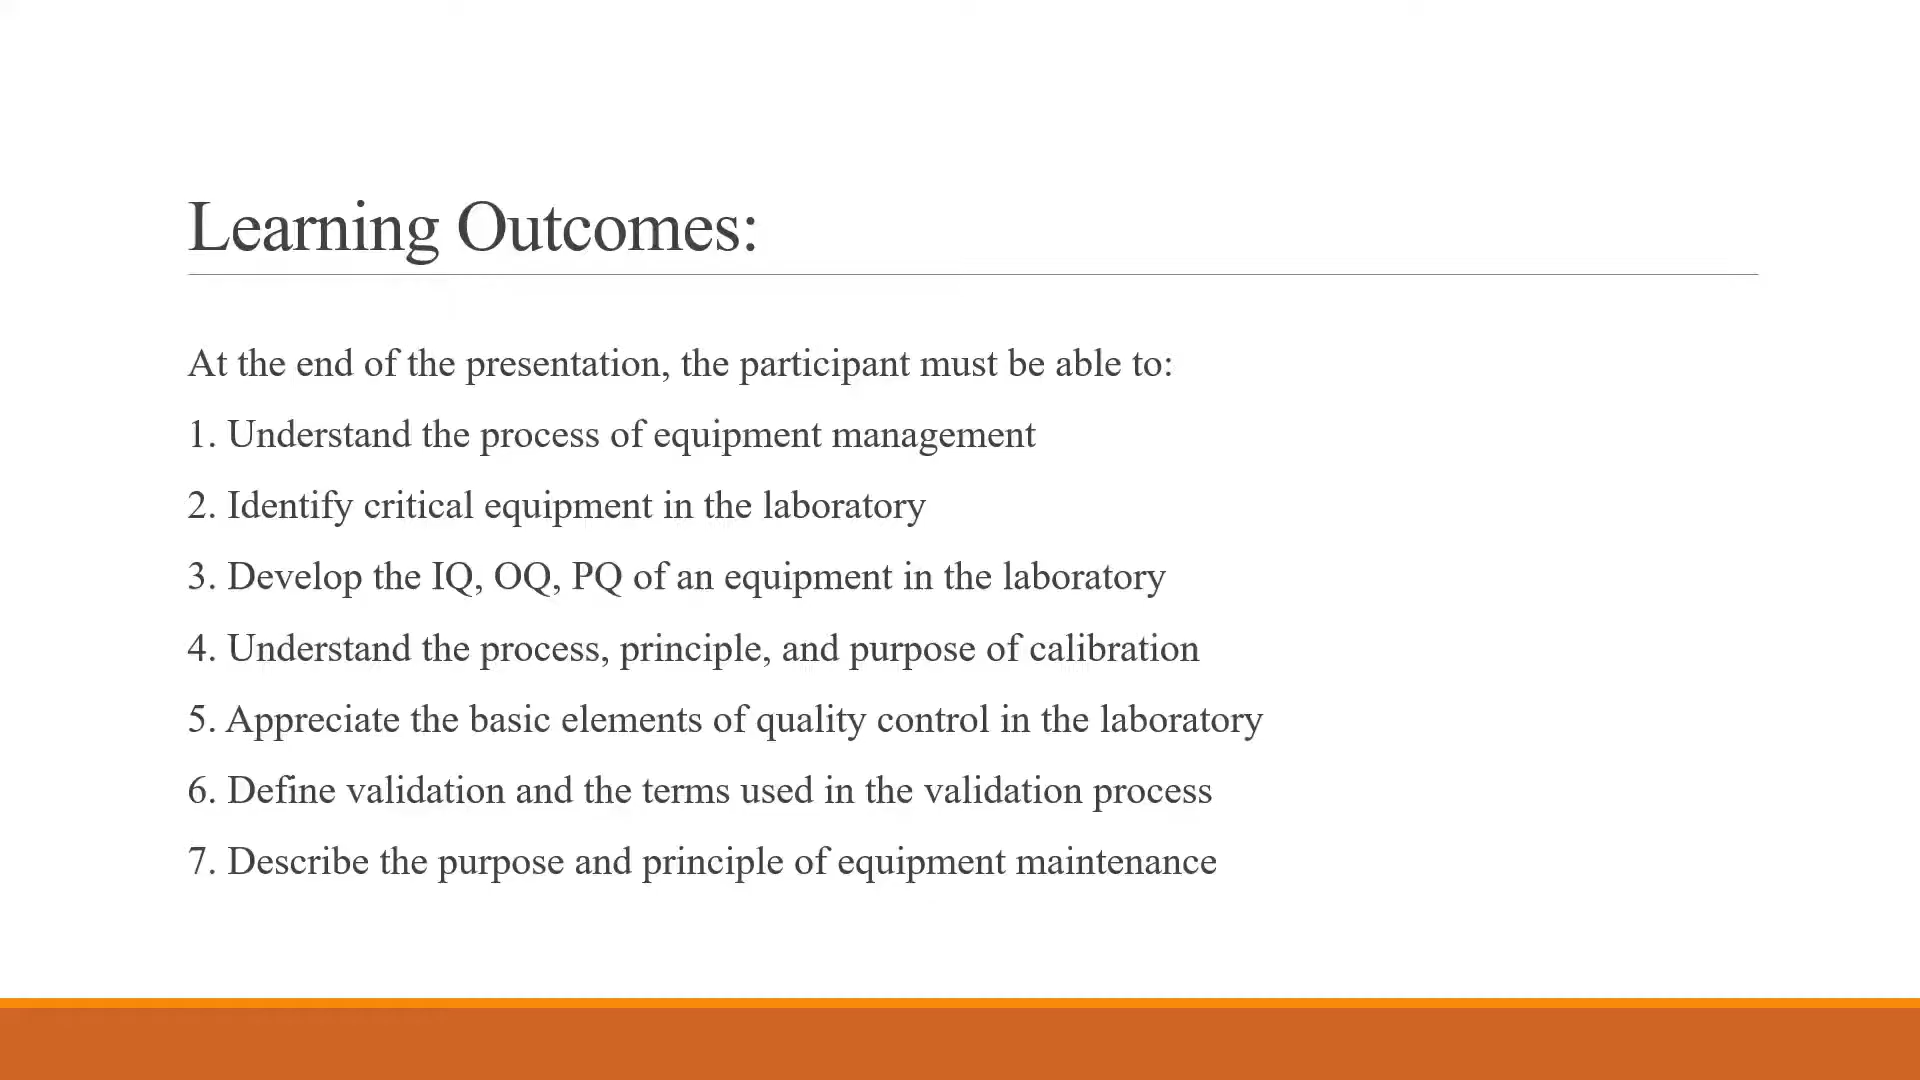 Learning Outcomes:
At the end of the presentation, the participant must be able to:
1. Understand the process of equipment management
2. Identify critical equipment in the laboratory
3. Develop the IQ, OQ, PQ of an equipment in the laboratory
4. Understand the process, principle, and purpose of calibration
5. Appreciate the basic elements of quality control in the laboratory
6. Define validation and the terms used in the validation process
7. Describe the purpose and principle of equipment maintenance